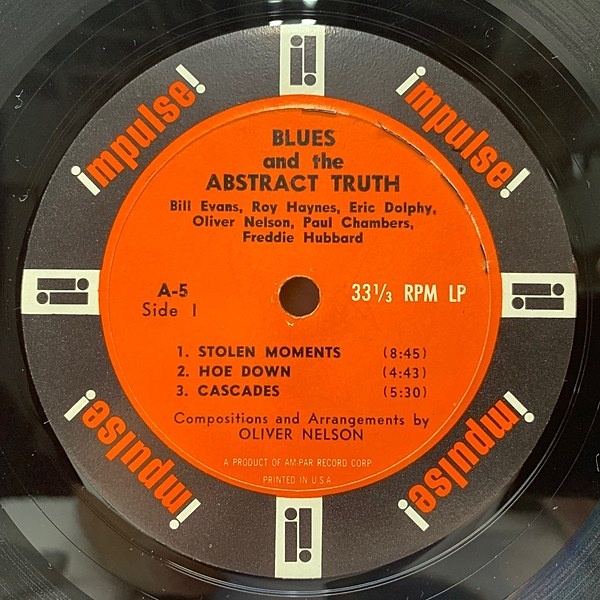 impulse!
impulse!
BLUES
and the
ABSTRACT TRUTH
Bill Evans, Roy Haynes, Eric Dolphy,
Oliver Nelson, Paul Chambers,
Freddie Hubbard
A-5
Side 1
33 1/3 RPM LP
1. STOLEN MOMENTS (8:45)
2. HOE DOWN (4:43)
3. CASCADES (5:30)
Compositions and Arrangements by
OLIVER NELSON
A PRODUCT OF AM-PAR RECORD CORP.
PRINTED IN U.S.A
impulse!
impulse!